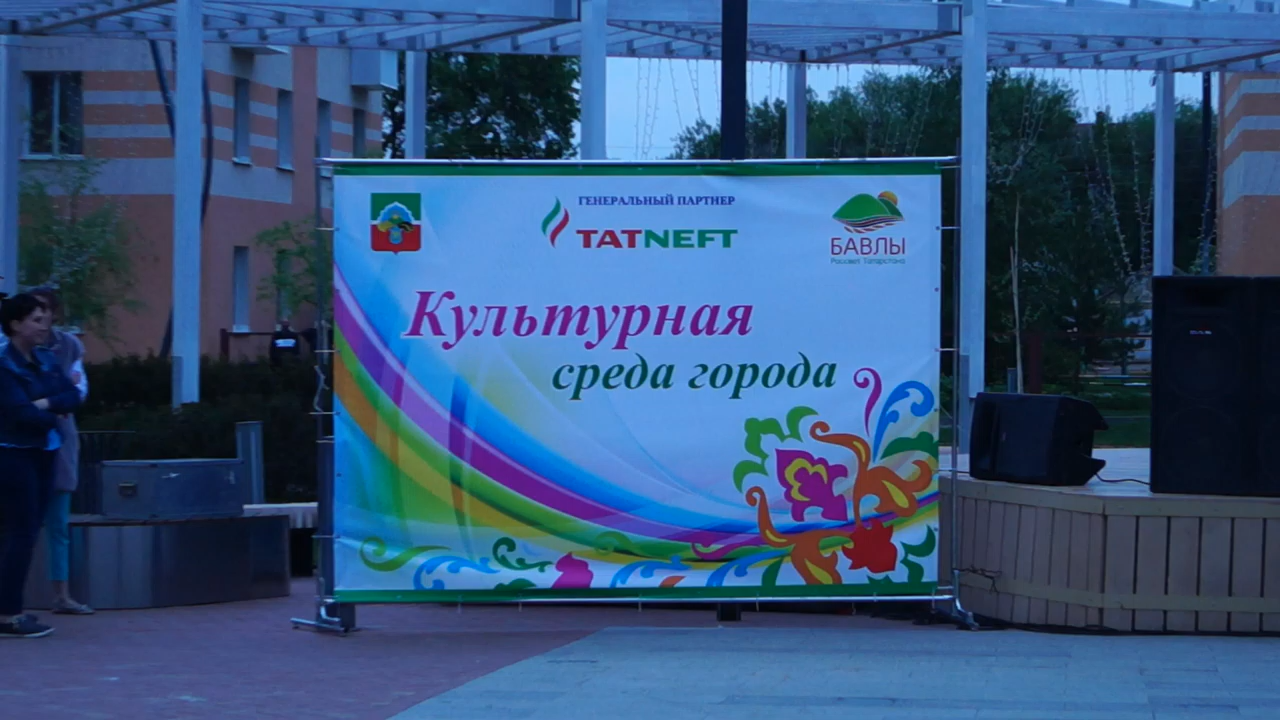 ГЕНЕРАЛЬНЫЙ ПАРТНЕР
TATNEFT
БАВЛЫ
Культурная
среда города